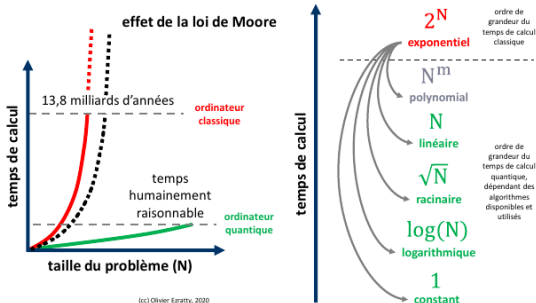 effet de la loi de Moore
temps de calcul
13,8 milliards d'années
ordinateur
classique
temps
humainement
raisonnable
ordinateur
quantique
taille du problème (N)
(cc) Olivier Ezratty, 2020
temps de calcul
2ᴺ
exponentiel
ordre de
grandeur du
temps de calcul
classique
Nᵐ
polynomial
N
linéaire
√N
racinaire
log(N)
logarithmique
1
constant
ordre de
grandeur du
temps de calcul
quantique,
dépendant des
algorithmes
disponibles et
utilisés